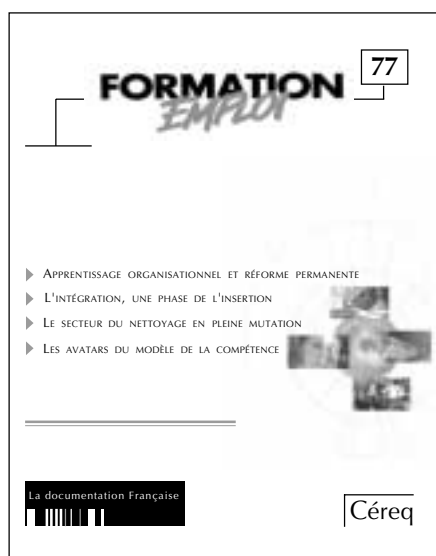 77
FORMATION
EMPLOI
APPRENTISSAGE ORGANISATIONNEL ET RÉFORME PERMANENTE
L'INTÉGRATION, UNE PHASE DE L'INSERTION
LE SECTEUR DU NETTOYAGE EN PLEINE MUTATION
LES AVATARS DU MODÈLE DE LA COMPÉTENCE
La documentation Française
Céreq